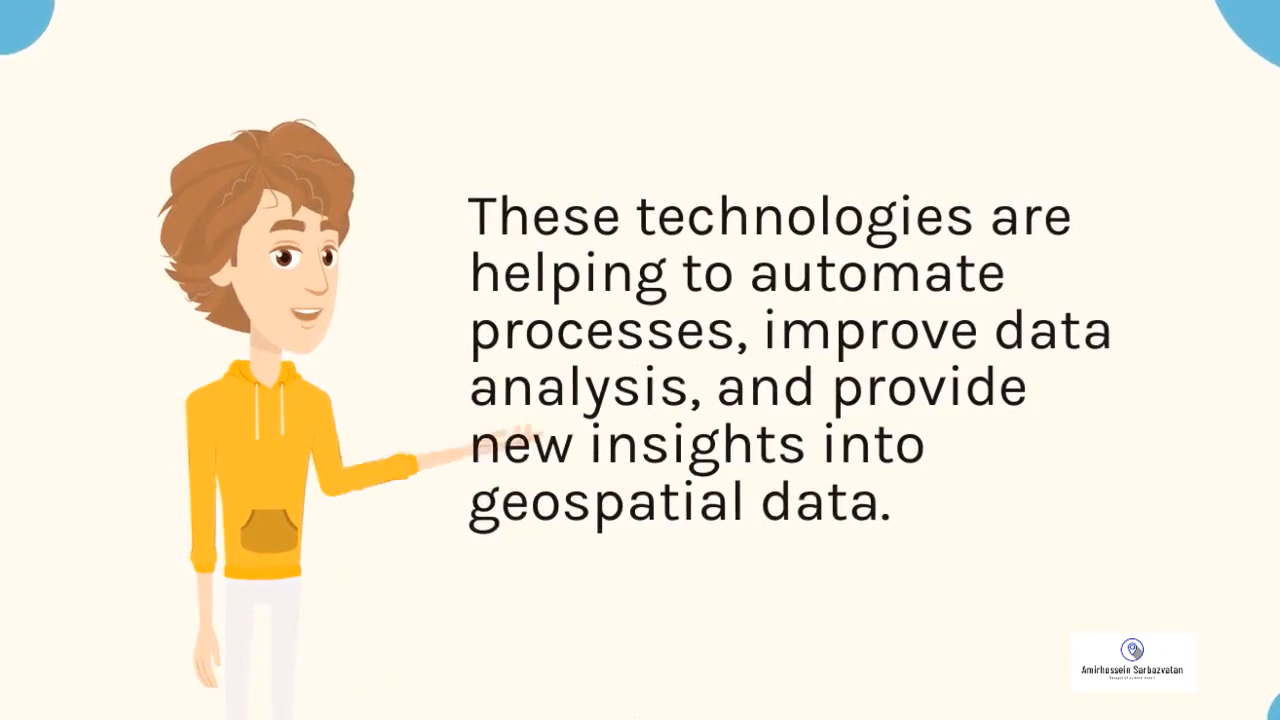 These technologies are
helping to automate
processes, improve data
analysis, and provide
new insights into
geospatial data.
Amirhossein Sarbazvatan